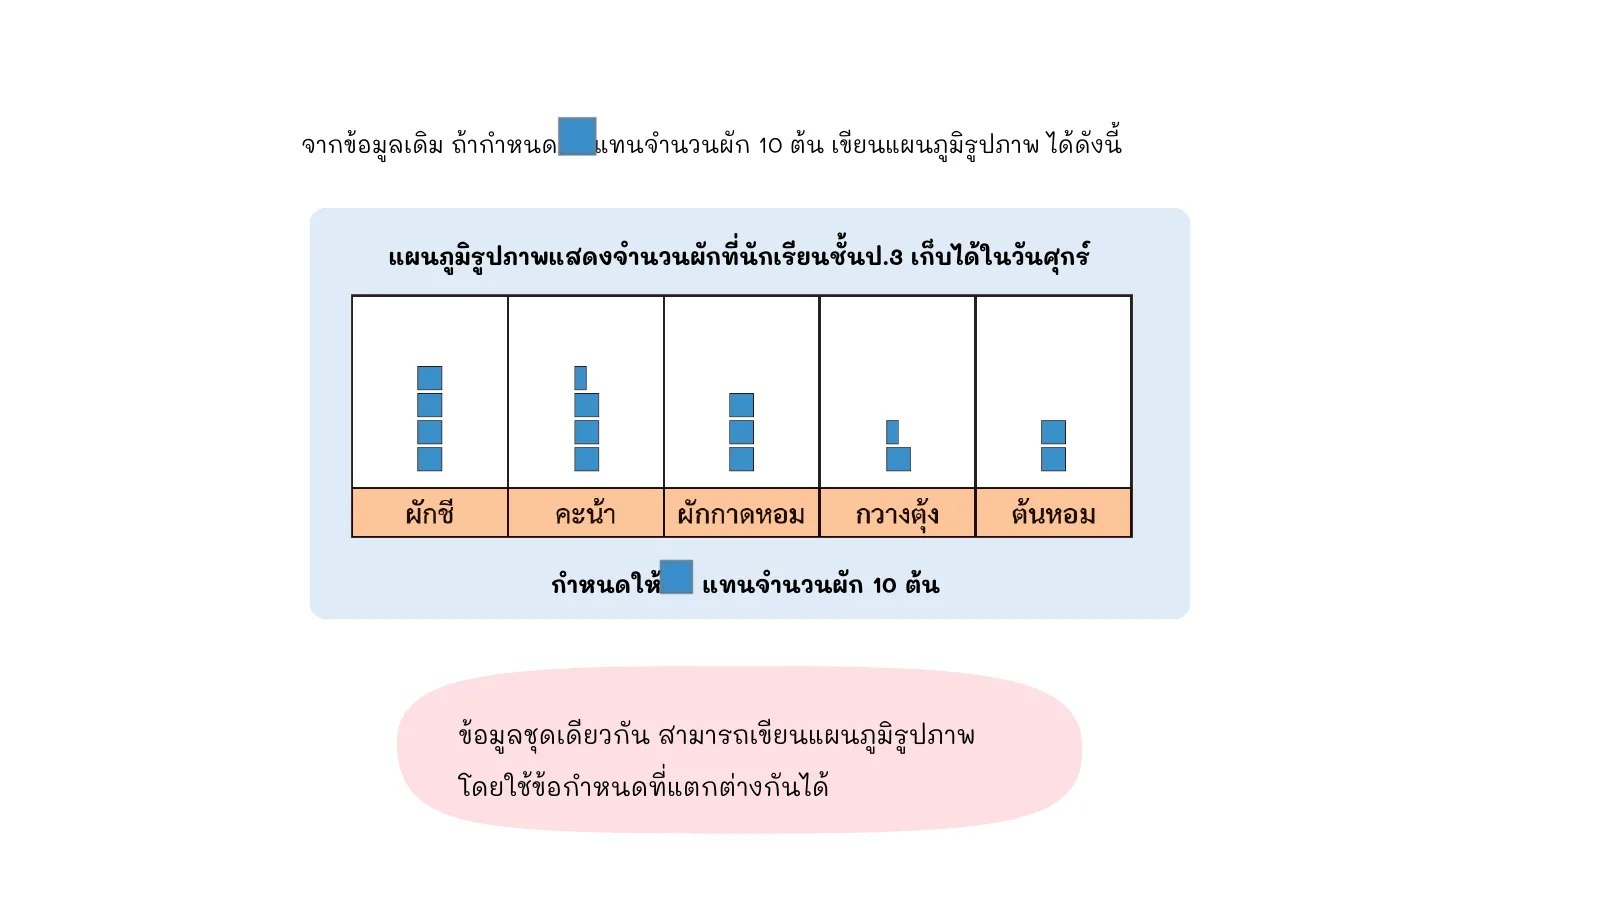 จากข้อมูลเดิม ถ้ากำหนด แทนจำนวนผัก 10 ต้น เขียนแผนภูมิรูปภาพ ได้ดังนี้
แผนภูมิรูปภาพแสดงจำนวนผักที่นักเรียนชั้นป.3 เก็บได้ในวันศุกร์
ผักชี คะน้า ผักกาดหอม กวางตุ้ง ต้นหอม
กำหนดให้ แทนจำนวนผัก 10 ต้น
ข้อมูลชุดเดียวกัน สามารถเขียนแผนภูมิรูปภาพ
โดยใช้ข้อกำหนดที่แตกต่างกันได้